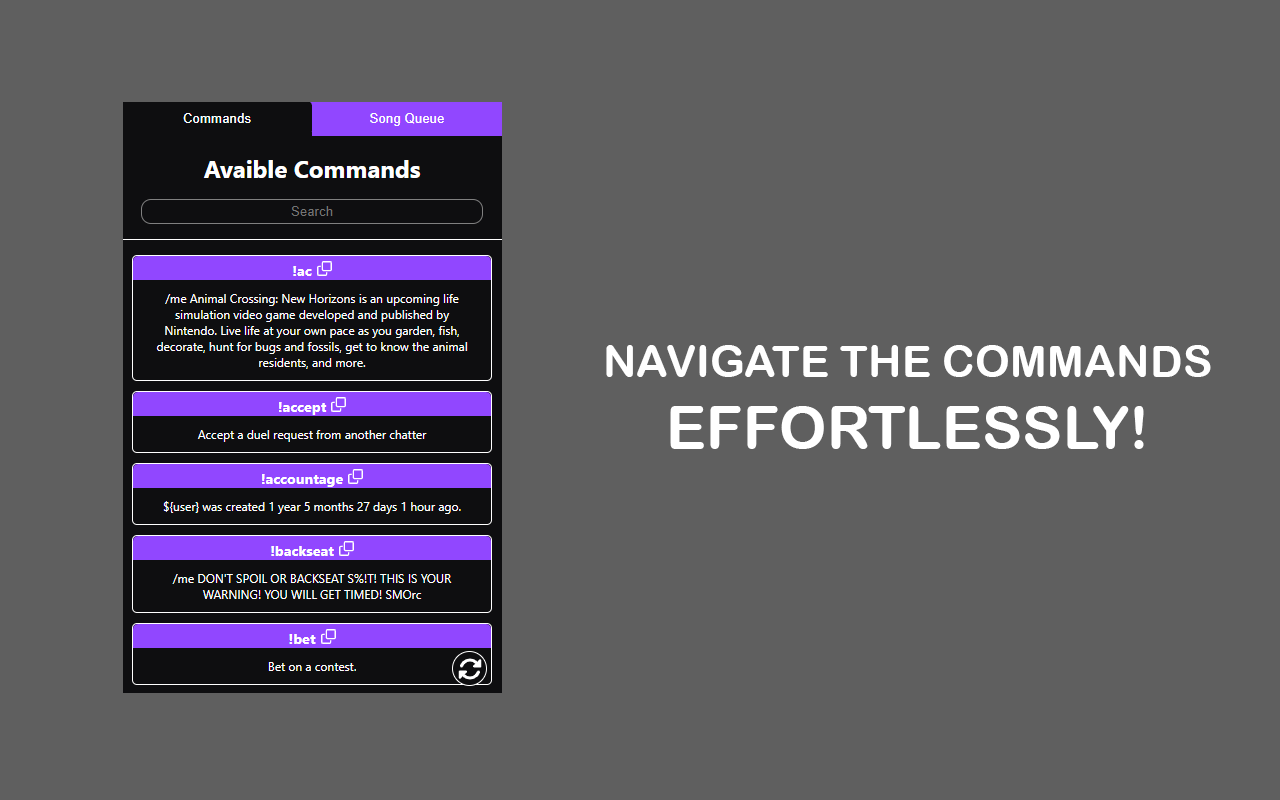 Commands
Song Queue
Avaible Commands
Search
!ac
/me Animal Crossing: New Horizons is an upcoming life
simulation video game developed and published by
Nintendo. Live life at your own pace as you garden, fish,
decorate, hunt for bugs and fossils, get to know the animal
residents, and more.
!accept
Accept a duel request from another chatter
!accountage
${user} was created 1 year 5 months 27 days 1 hour ago.
!backseat
/me DON'T SPOIL OR BACKSEAT S%!T! THIS IS YOUR
WARNING! YOU WILL GET TIMED! SMOrc
!bet
Bet on a contest.
NAVIGATE THE COMMANDS
EFFORTLESSLY!